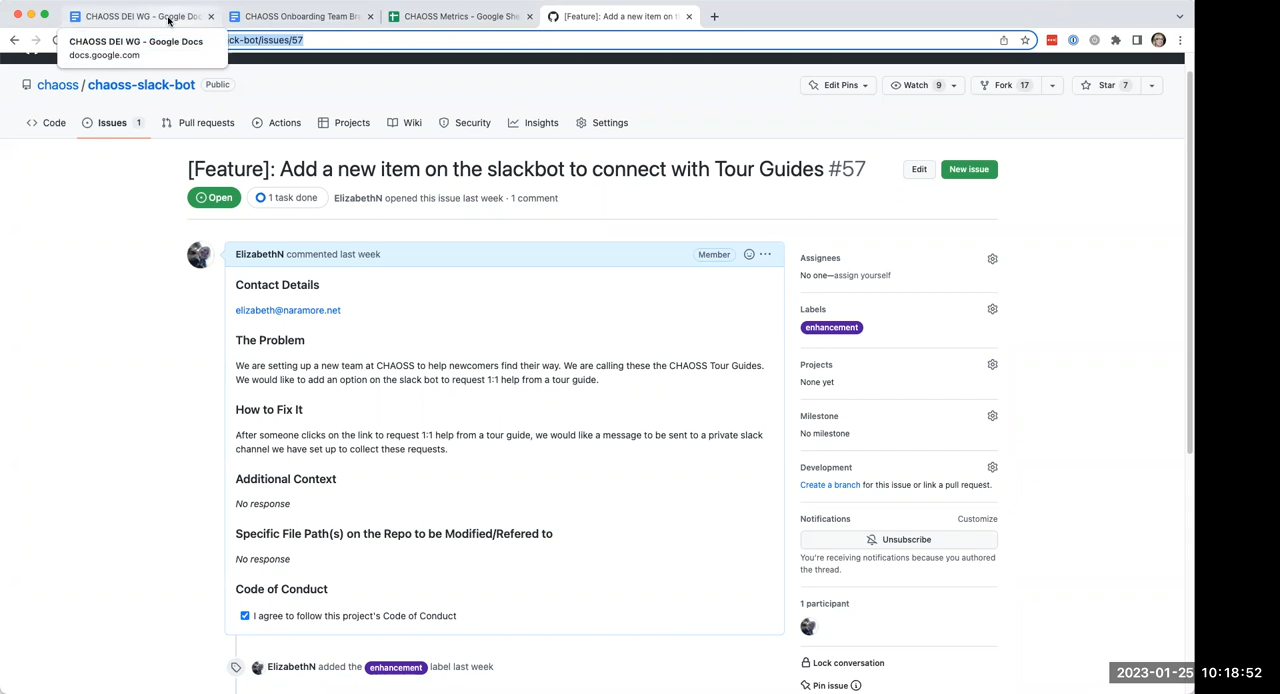 CHAOSS DEI WG - Google Doc
CHAOSS Onboarding Team Bre
CHAOSS Metrics - Google She
[Feature]: Add a new item on th
CHAOSS DEI WG - Google Docs
docs.google.com
ck-bot/issues/57
chaoss / chaoss-slack-bot Public
Edit Pins
Watch 9
Fork 17
Star 7
Code
Issues 1
Pull requests
Actions
Projects
Wiki
Security
Insights
Settings
[Feature]: Add a new item on the slackbot to connect with Tour Guides #57
Edit
New issue
Open
1 task done
ElizabethN opened this issue last week · 1 comment
ElizabethN commented last week
Member
Contact Details
elizabeth@naramore.net
The Problem
We are setting up a new team at CHAOSS to help newcomers find their way. We are calling these the CHAOSS Tour Guides.
We would like to add an option on the slack bot to request 1:1 help from a tour guide.
How to Fix It
After someone clicks on the link to request 1:1 help from a tour guide, we would like a message to be sent to a private slack
channel we have set up to collect these requests.
Additional Context
No response
Specific File Path(s) on the Repo to be Modified/Refered to
No response
Code of Conduct
I agree to follow this project's Code of Conduct
ElizabethN added the enhancement label last week
Assignees
No one—assign yourself
Labels
enhancement
Projects
None yet
Milestone
No milestone
Development
Create a branch for this issue or link a pull request.
Notifications
Customize
Unsubscribe
You're receiving notifications because you authored
the thread.
1 participant
Lock conversation
Pin issue
2023-01-25 10:18:52